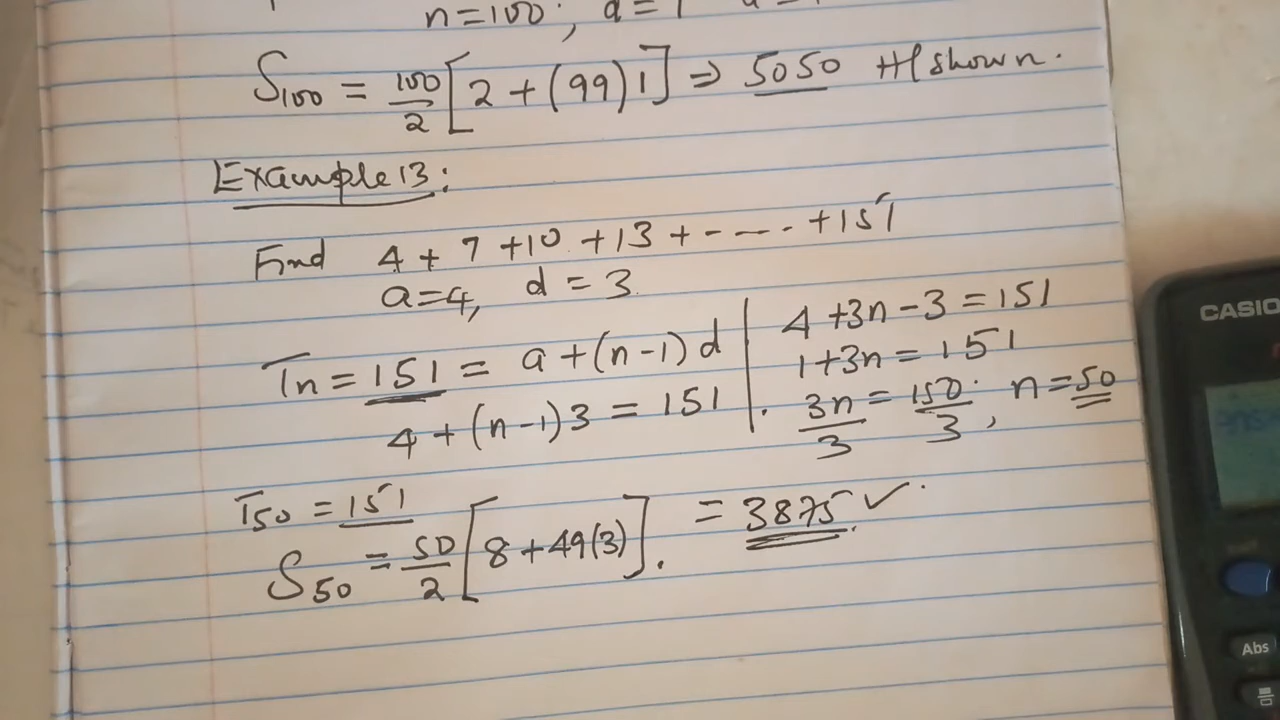 n=100; a=1
S100 = 100/2 [2 + (99)1] ⇒ 5050 # shown.
Example 13:
Find 4 + 7 +10 +13 + - - - - - +151
a=4, d = 3
Tn = 151 = a + (n-1) d
4 + (n-1)3 = 151
4 +3n -3 = 151
1+3n = 151
3n/3 = 150/3, n=50
T50 = 151
S50 = 50/2 [8 + 49(3)]. = 3875 ✓
CASIO
Abs